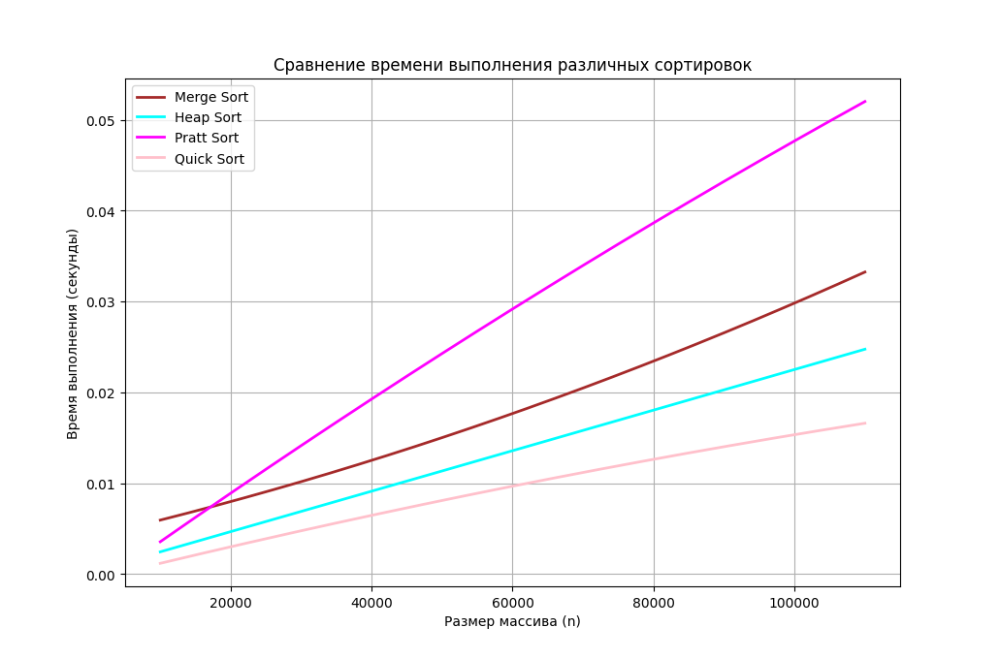 Сравнение времени выполнения различных сортировок
Merge Sort
Heap Sort
Pratt Sort
Quick Sort
0.05
0.04
0.03
0.02
0.01
0.00
Время выполнения (секунды)
20000 40000 60000 80000 100000
Размер массива (n)